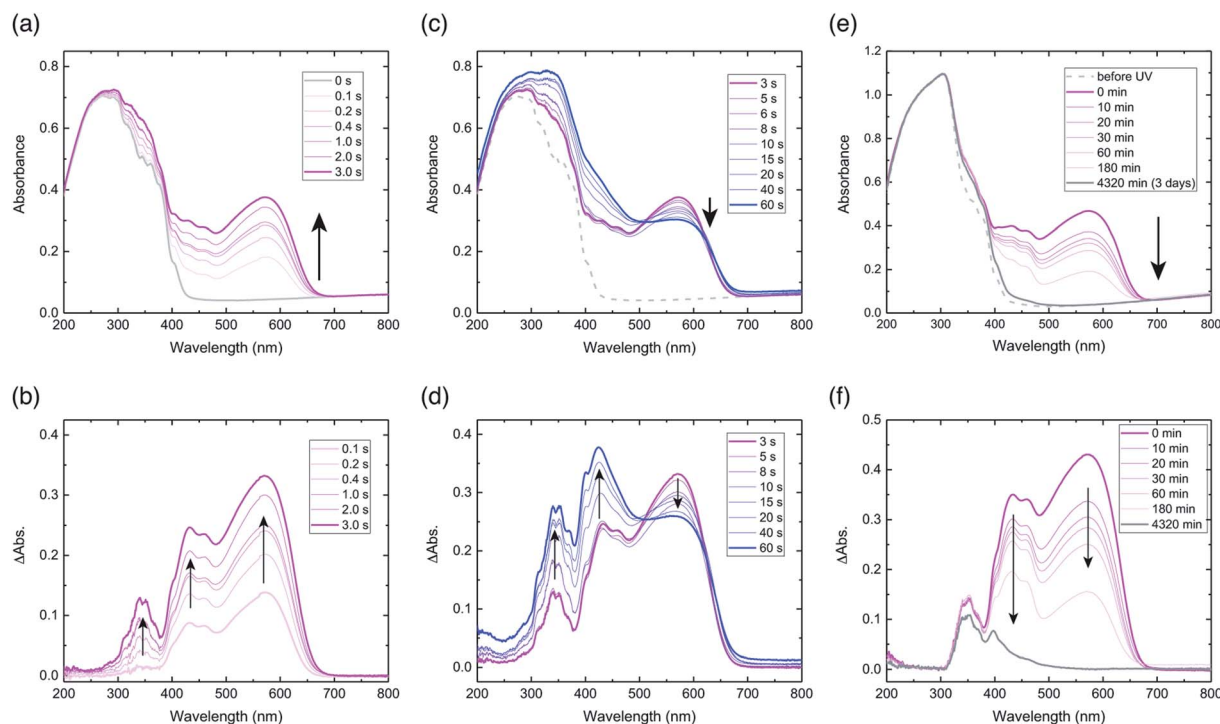 (a)
Absorbance
0.8
0.6
0.4
0.2
0.0
200 300 400 500 600 700 800
Wavelength (nm)
0 s
0.1 s
0.2 s
0.4 s
1.0 s
2.0 s
3.0 s
(c)
Absorbance
0.8
0.6
0.4
0.2
0.0
200 300 400 500 600 700 800
Wavelength (nm)
3 s
5 s
6 s
8 s
10 s
15 s
20 s
40 s
60 s
(e)
Absorbance
1.2
1.0
0.8
0.6
0.4
0.2
0.0
200 300 400 500 600 700 800
Wavelength (nm)
before UV
0 min
10 min
20 min
30 min
60 min
180 min
4320 min (3 days)
(b)
ΔAbs.
0.4
0.3
0.2
0.1
0.0
200 300 400 500 600 700 800
Wavelength (nm)
0.1 s
0.2 s
0.4 s
1.0 s
2.0 s
3.0 s
(d)
ΔAbs.
0.4
0.3
0.2
0.1
0.0
200 300 400 500 600 700 800
Wavelength (nm)
3 s
5 s
8 s
10 s
15 s
20 s
40 s
60 s
(f)
ΔAbs.
0.5
0.4
0.3
0.2
0.1
0.0
200 300 400 500 600 700 800
Wavelength (nm)
0 min
10 min
20 min
30 min
60 min
180 min
4320 min